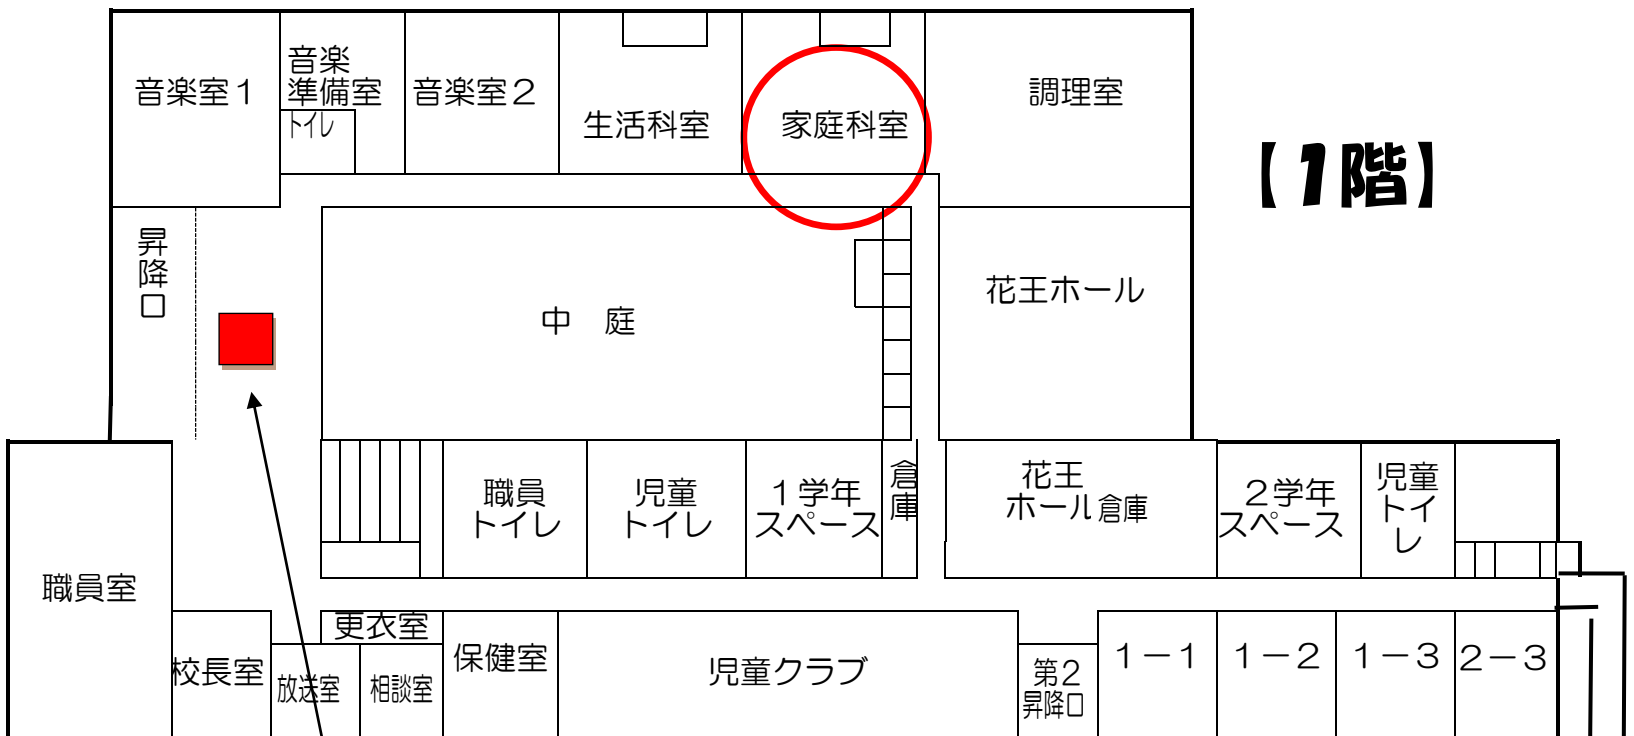 音楽室１
音楽
準備室
トイレ
音楽室２
生活科室
家庭科室
調理室
【1階】
昇降口
中　庭
花王ホール
職員
トイレ
児童
トイレ
１学年
スペース
倉庫
花王
ホール倉庫
２学年
スペース
児童
トイ
レ
職員室
校長室
放送室
更衣室
相談室
保健室
児童クラブ
第２
昇降口
１－１
１－２
１－３
２－３